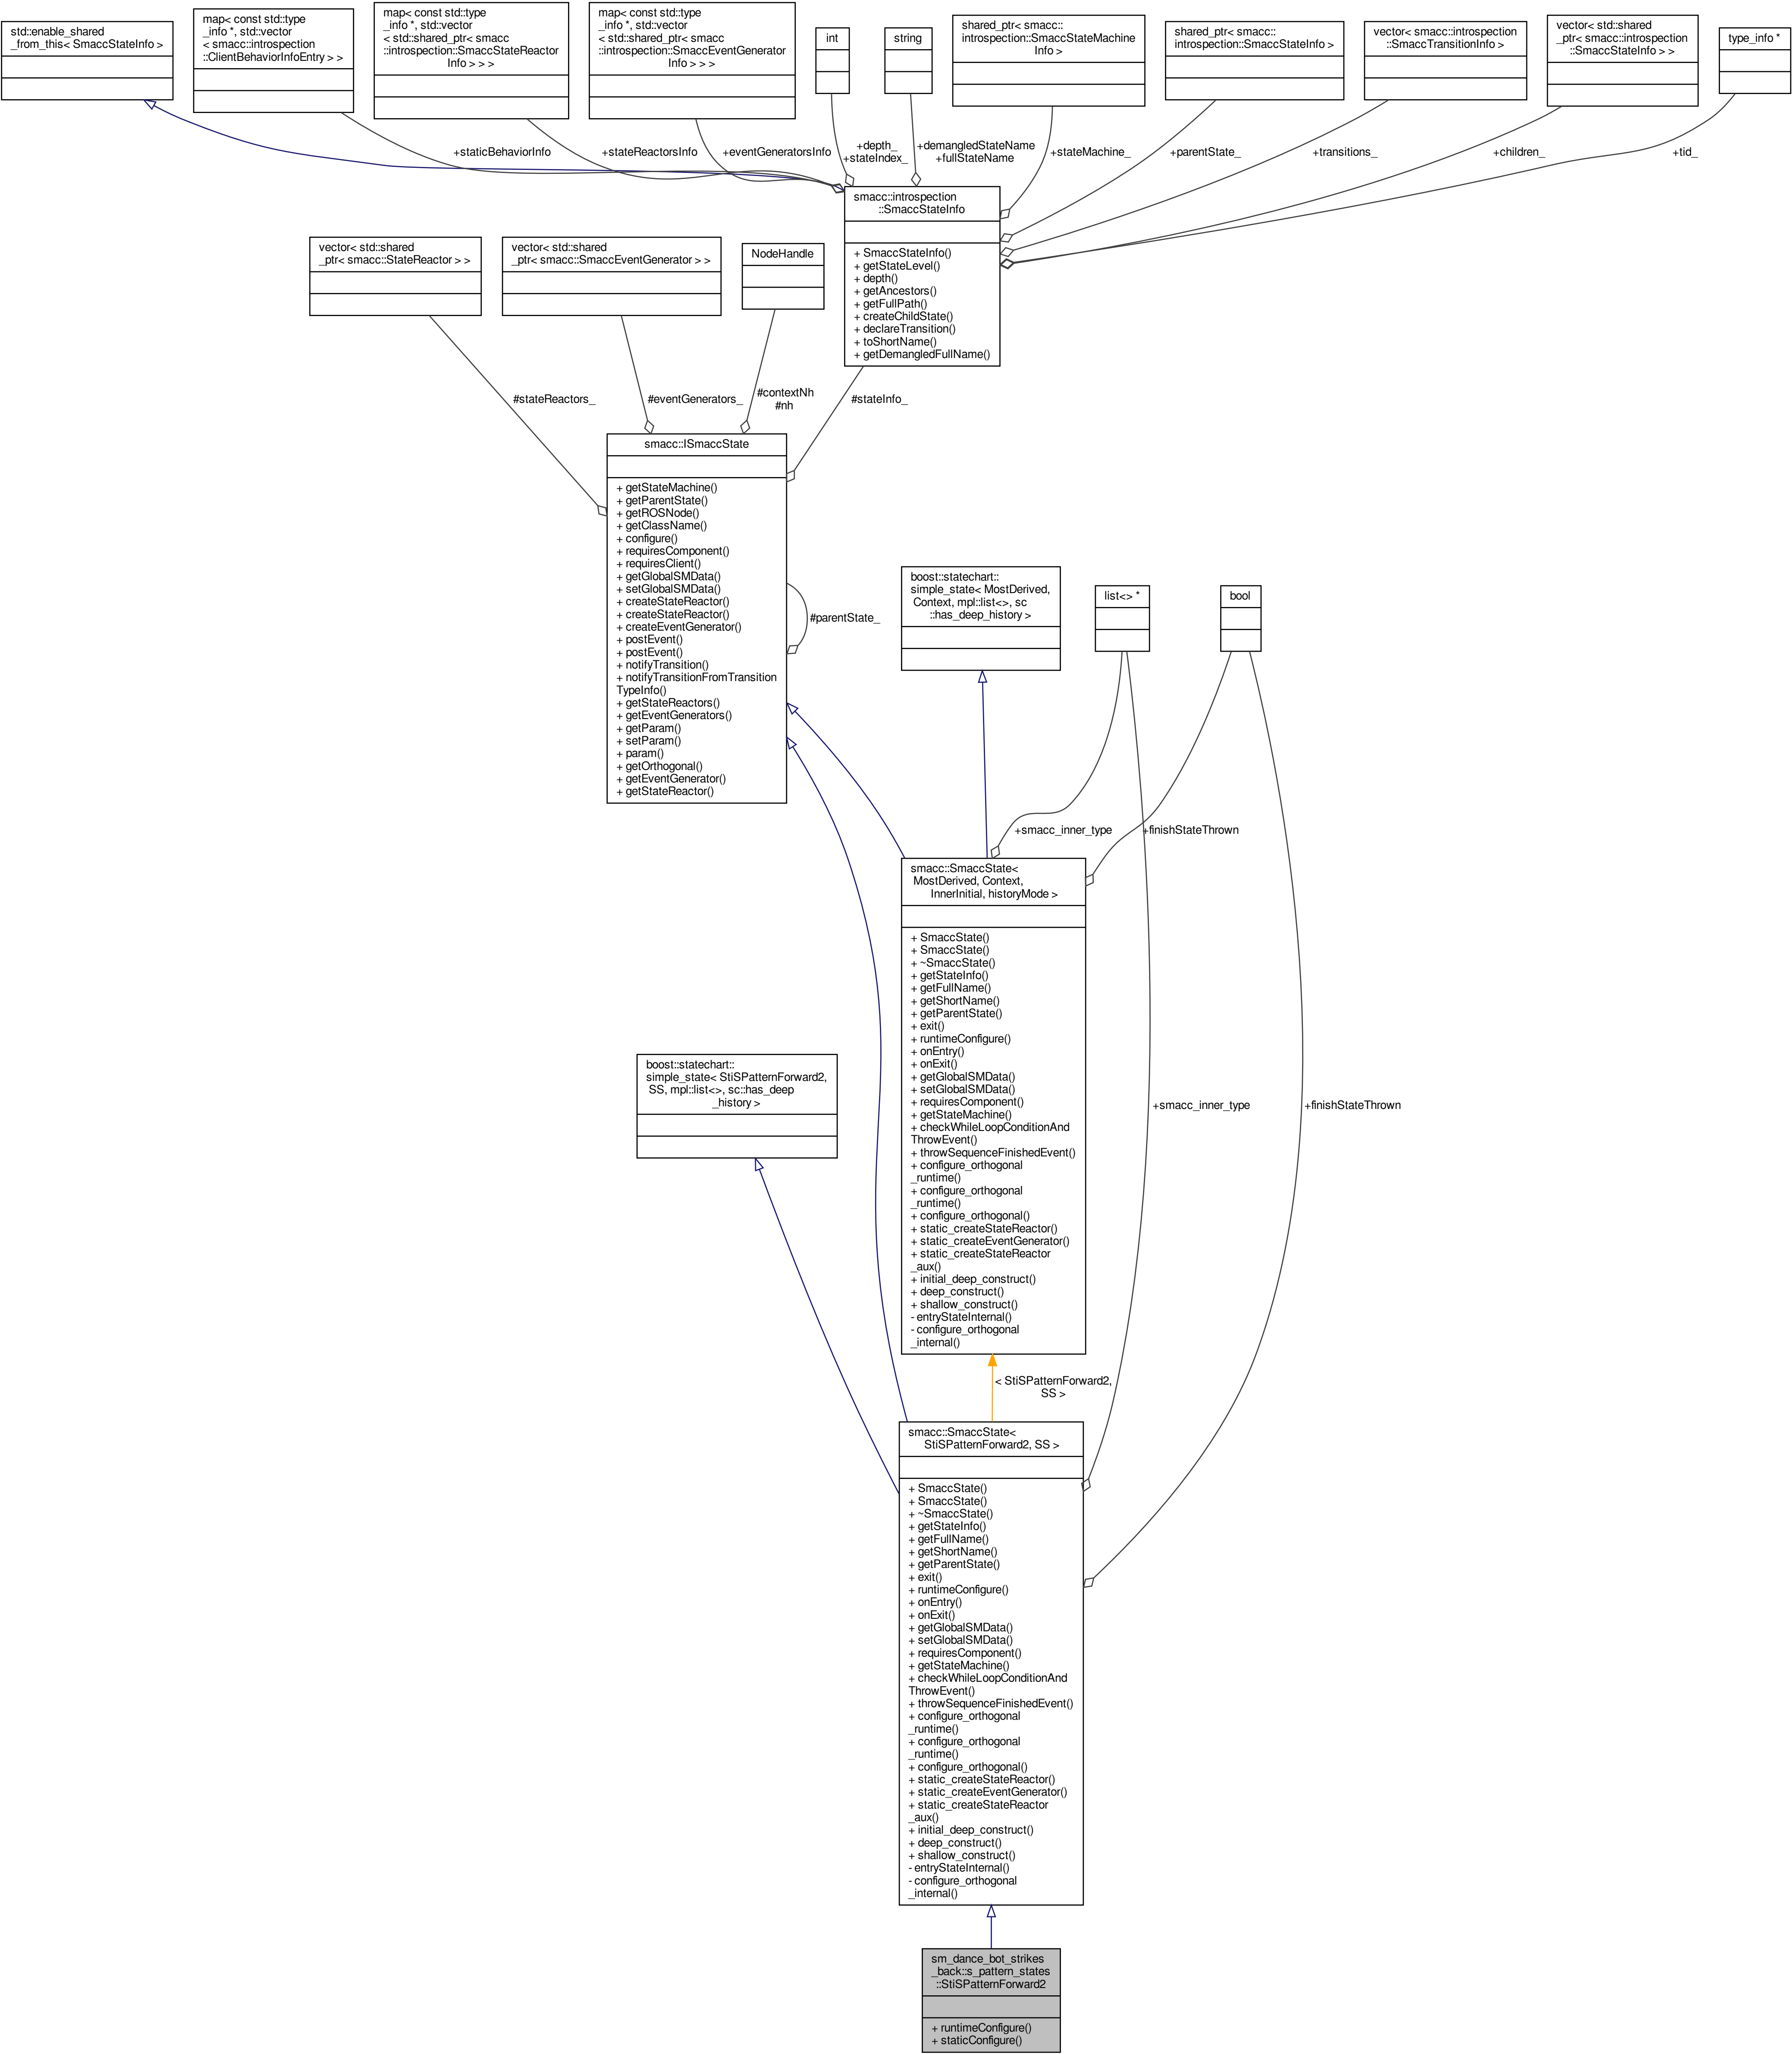 std::enable_shared
_from_this< SmaccStateInfo >
map< const std::type
_info *, std::vector
< smacc::introspection
::ClientBehaviorInfoEntry > >
map< const std::type
_info *, std::vector
< std::shared_ptr< smacc
::introspection::SmaccStateReactor
Info > > >
map< const std::type
_info *, std::vector
< std::shared_ptr< smacc
::introspection::SmaccEventGenerator
Info > > >
int
string
shared_ptr< smacc::
introspection::SmaccStateMachine
Info >
shared_ptr< smacc::
introspection::SmaccStateInfo >
vector< smacc::introspection
::SmaccTransitionInfo >
vector< std::shared
_ptr< smacc::introspection
::SmaccStateInfo > >
type_info *
+staticBehaviorInfo
+stateReactorsInfo
+eventGeneratorsInfo
+depth_
+stateIndex_
+demangledStateName
+fullStateName
+stateMachine_
+parentState_
+transitions_
+children_
+tid_
smacc::introspection
::SmaccStateInfo
+ SmaccStateInfo()
+ getStateLevel()
+ depth()
+ getAncestors()
+ getFullPath()
+ createChildState()
+ declareTransition()
+ toShortName()
+ getDemangledFullName()
vector< std::shared
_ptr< smacc::StateReactor > >
vector< std::shared
_ptr< smacc::SmaccEventGenerator > >
NodeHandle
#stateReactors_
#eventGenerators_
#contextNh
#nh
#stateInfo_
smacc::ISmaccState
+ getStateMachine()
+ getParentState()
+ getROSNode()
+ getClassName()
+ configure()
+ requiresComponent()
+ requiresClient()
+ getGlobalSMData()
+ setGlobalSMData()
+ createStateReactor()
+ createStateReactor()
+ createEventGenerator()
+ postEvent()
+ postEvent()
+ notifyTransition()
+ notifyTransitionFromTransition
TypeInfo()
+ getStateReactors()
+ getEventGenerators()
+ getParam()
+ setParam()
+ param()
+ getOrthogonal()
+ getEventGenerator()
+ getStateReactor()
#parentState_
boost::statechart::
simple_state< MostDerived,
Context, mpl::list<>, sc
::has_deep_history >
list<> *
bool
+smacc_inner_type
+finishStateThrown
smacc::SmaccState<
MostDerived, Context,
InnerInitial, historyMode >
+ SmaccState()
+ SmaccState()
+ ~SmaccState()
+ getStateInfo()
+ getFullName()
+ getShortName()
+ getParentState()
+ exit()
+ runtimeConfigure()
+ onEntry()
+ onExit()
+ getGlobalSMData()
+ setGlobalSMData()
+ requiresComponent()
+ getStateMachine()
+ checkWhileLoopConditionAnd
ThrowEvent()
+ throwSequenceFinishedEvent()
+ configure_orthogonal
_runtime()
+ configure_orthogonal
_runtime()
+ configure_orthogonal()
+ static_createStateReactor()
+ static_createEventGenerator()
+ static_createStateReactor
_aux()
+ initial_deep_construct()
+ deep_construct()
+ shallow_construct()
- entryStateInternal()
- configure_orthogonal
_internal()
boost::statechart::
simple_state< StiSPatternForward2,
SS, mpl::list<>, sc::has_deep
_history >
+smacc_inner_type
+finishStateThrown
< StiSPatternForward2,
SS >
smacc::SmaccState<
StiSPatternForward2, SS >
+ SmaccState()
+ SmaccState()
+ ~SmaccState()
+ getStateInfo()
+ getFullName()
+ getShortName()
+ getParentState()
+ exit()
+ runtimeConfigure()
+ onEntry()
+ onExit()
+ getGlobalSMData()
+ setGlobalSMData()
+ requiresComponent()
+ getStateMachine()
+ checkWhileLoopConditionAnd
ThrowEvent()
+ throwSequenceFinishedEvent()
+ configure_orthogonal
_runtime()
+ configure_orthogonal
_runtime()
+ configure_orthogonal()
+ static_createStateReactor()
+ static_createEventGenerator()
+ static_createStateReactor
_aux()
+ initial_deep_construct()
+ deep_construct()
+ shallow_construct()
- entryStateInternal()
- configure_orthogonal
_internal()
sm_dance_bot_strikes
_back::s_pattern_states
::StiSPatternForward2
+ runtimeConfigure()
+ staticConfigure()